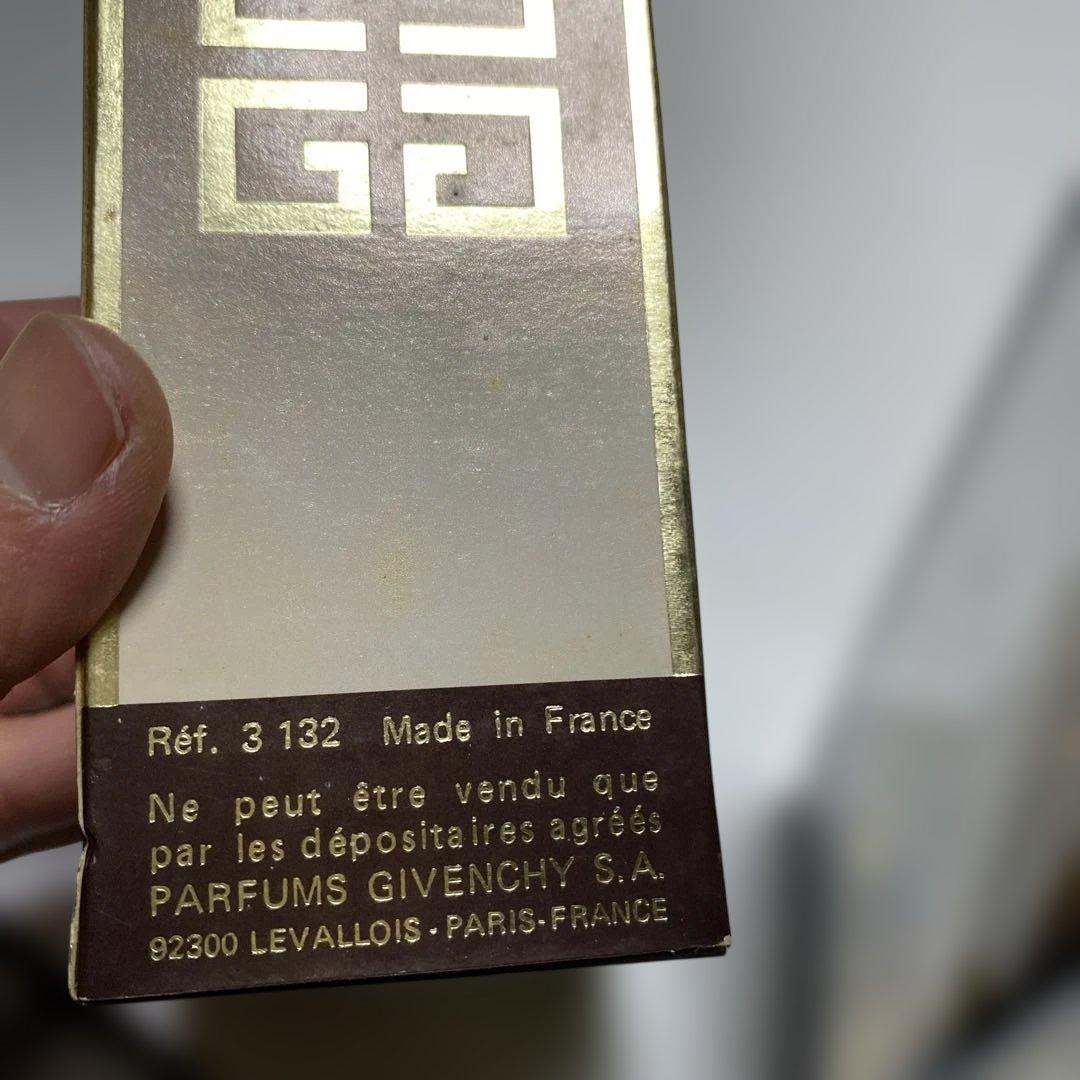 Réf. 3 132 Made in France
Ne peut être vendu que
par les dépositaires agréés
PARFUMS GIVENCHY S.A.
92300 LEVALLOIS - PARIS-FRANCE